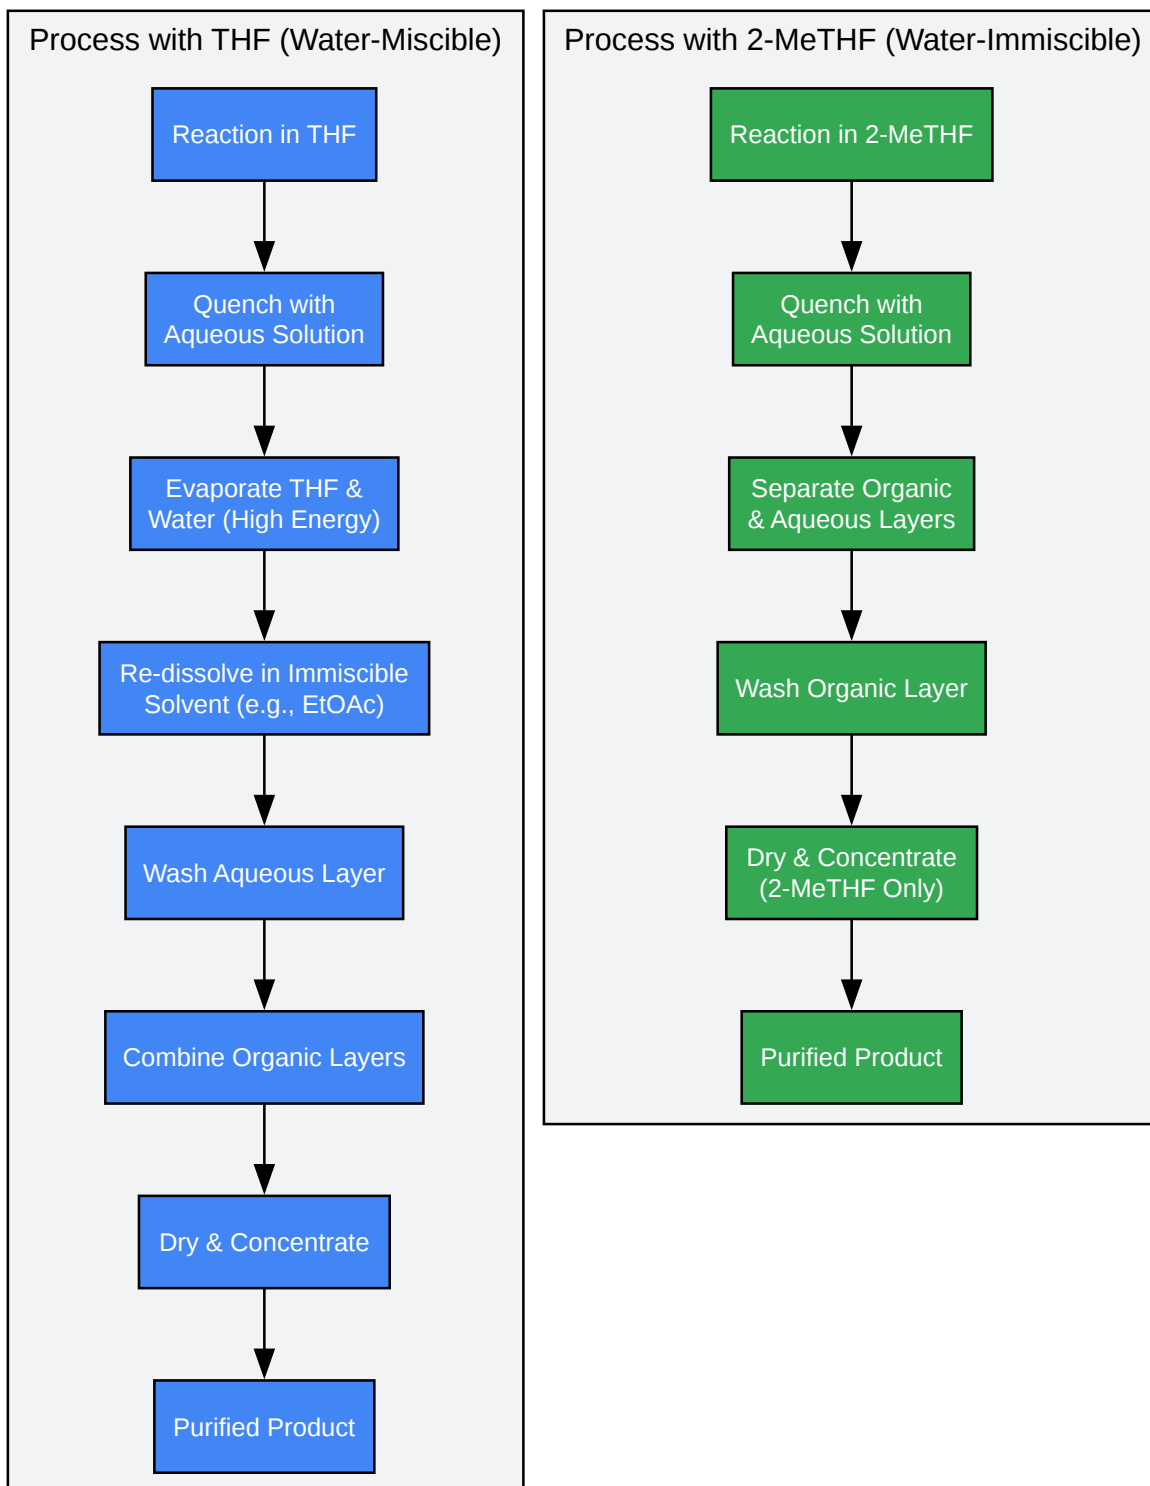 Process with THF (Water-Miscible)
Reaction in THF
Quench with
Aqueous Solution
Evaporate THF &
Water (High Energy)
Re-dissolve in Immiscible
Solvent (e.g., EtOAc)
Wash Aqueous Layer
Combine Organic Layers
Dry & Concentrate
Purified Product
Process with 2-MeTHF (Water-Immiscible)
Reaction in 2-MeTHF
Quench with
Aqueous Solution
Separate Organic
& Aqueous Layers
Wash Organic Layer
Dry & Concentrate
(2-MeTHF Only)
Purified Product